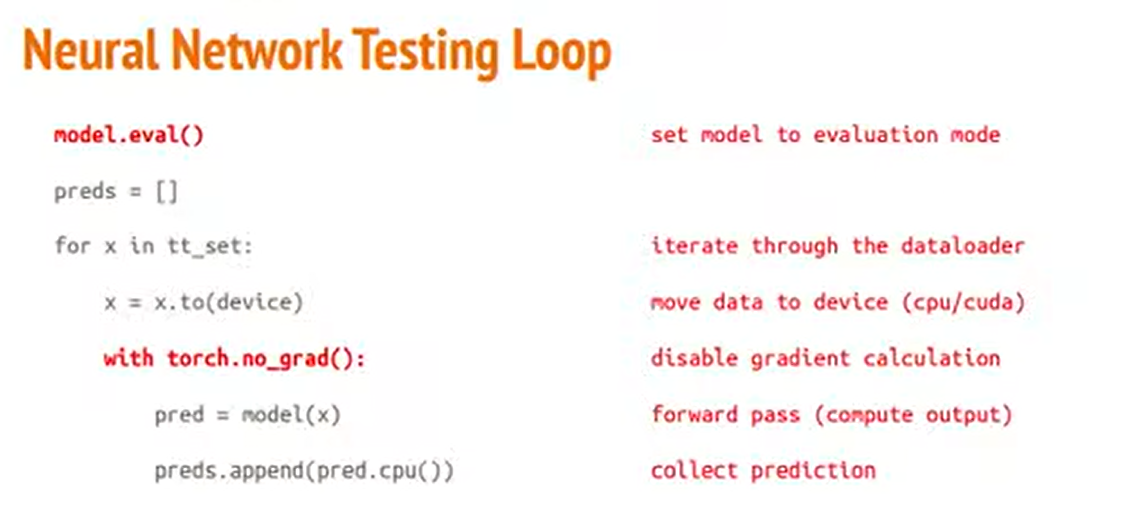 Neural Network Testing Loop
model.eval() set model to evaluation mode
preds = []
for x in tt_set: iterate through the dataloader
x = x.to(device) move data to device (cpu/cuda)
with torch.no_grad(): disable gradient calculation
pred = model(x) forward pass (compute output)
preds.append(pred.cpu()) collect prediction